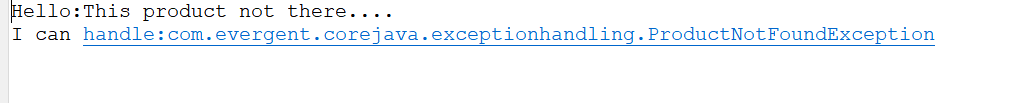 Hello:This product not there....
I can handle:com.evergent.corejava.exceptionhandling.ProductNotFoundException